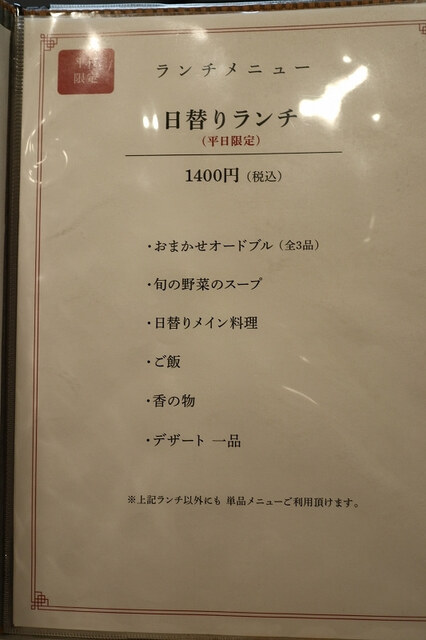 平日
限定
ランチメニュー
日替りランチ
(平日限定)
1400円（税込）
・おまかせオードブル（全3品）
・旬の野菜のスープ
・日替りメイン料理
・ご飯
・香の物
・デザート 一品
※上記ランチ以外にも 単品メニューご利用頂けます。